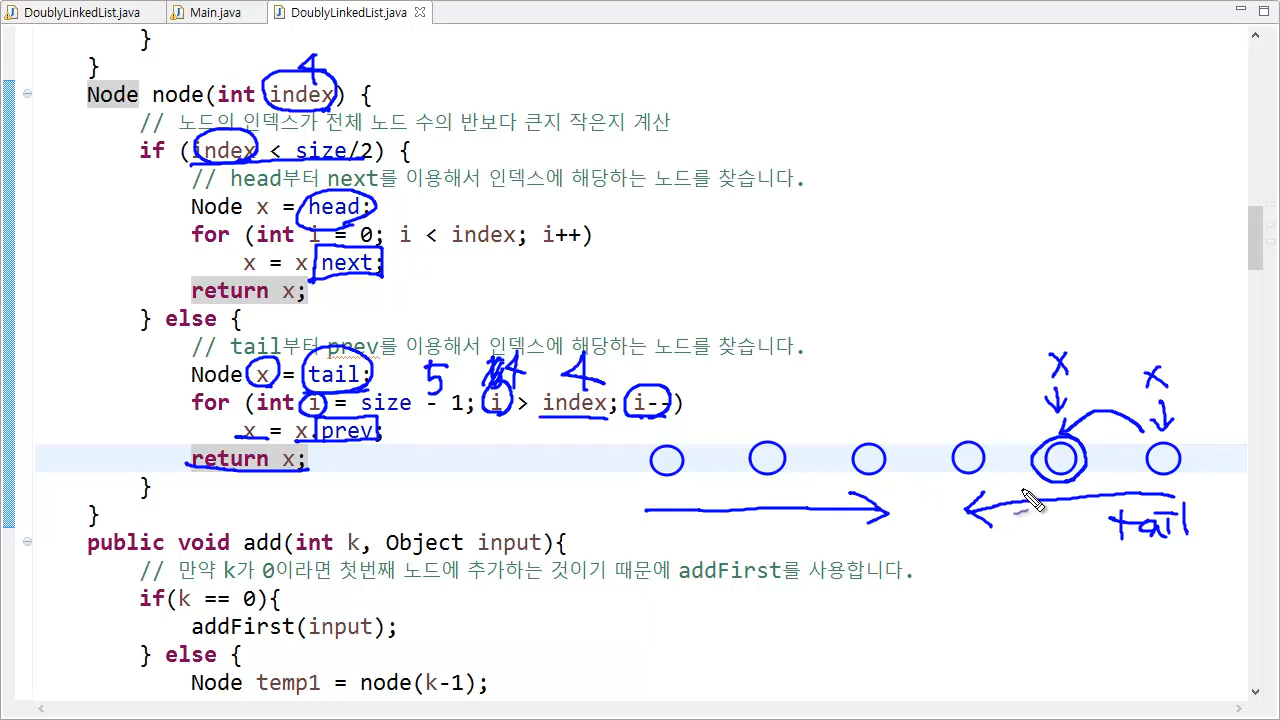 DoublyLinkedList.java Main.java DoublyLinkedList.java
}
}
4
Node node(int index) {
// 노드의 인덱스가 전체 노드 수의 반보다 큰지 작은지 계산
if (index < size/2) {
// head부터 next를 이용해서 인덱스에 해당하는 노드를 찾습니다.
Node x = head;
for (int i = 0; i < index; i++)
x = x.next;
return x;
} else {
// tail부터 prev를 이용해서 인덱스에 해당하는 노드를 찾습니다.
Node x = tail; 5 4 4 x x
for (int i = size - 1; i > index; i--)
x = x.prev;
return x;
}
}
tail
public void add(int k, Object input){
// 만약 k가 0이라면 첫번째 노드에 추가하는 것이기 때문에 addFirst를 사용합니다.
if(k == 0){
addFirst(input);
} else {
Node temp1 = node(k-1);